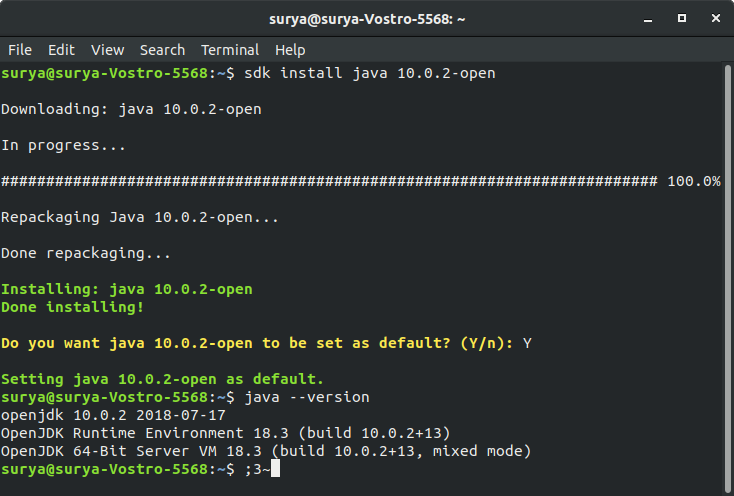 surya@surya-Vostro-5568: ~
File Edit View Search Terminal Help
surya@surya-Vostro-5568:~$ sdk install java 10.0.2-open
Downloading: java 10.0.2-open
In progress...
######################################################################### 100.0%
Repackaging Java 10.0.2-open...
Done repackaging...
Installing: java 10.0.2-open
Done installing!
Do you want java 10.0.2-open to be set as default? (Y/n): Y
Setting java 10.0.2-open as default.
surya@surya-Vostro-5568:~$ java --version
openjdk 10.0.2 2018-07-17
OpenJDK Runtime Environment 18.3 (build 10.0.2+13)
OpenJDK 64-Bit Server VM 18.3 (build 10.0.2+13, mixed mode)
surya@surya-Vostro-5568:~$ ;3~